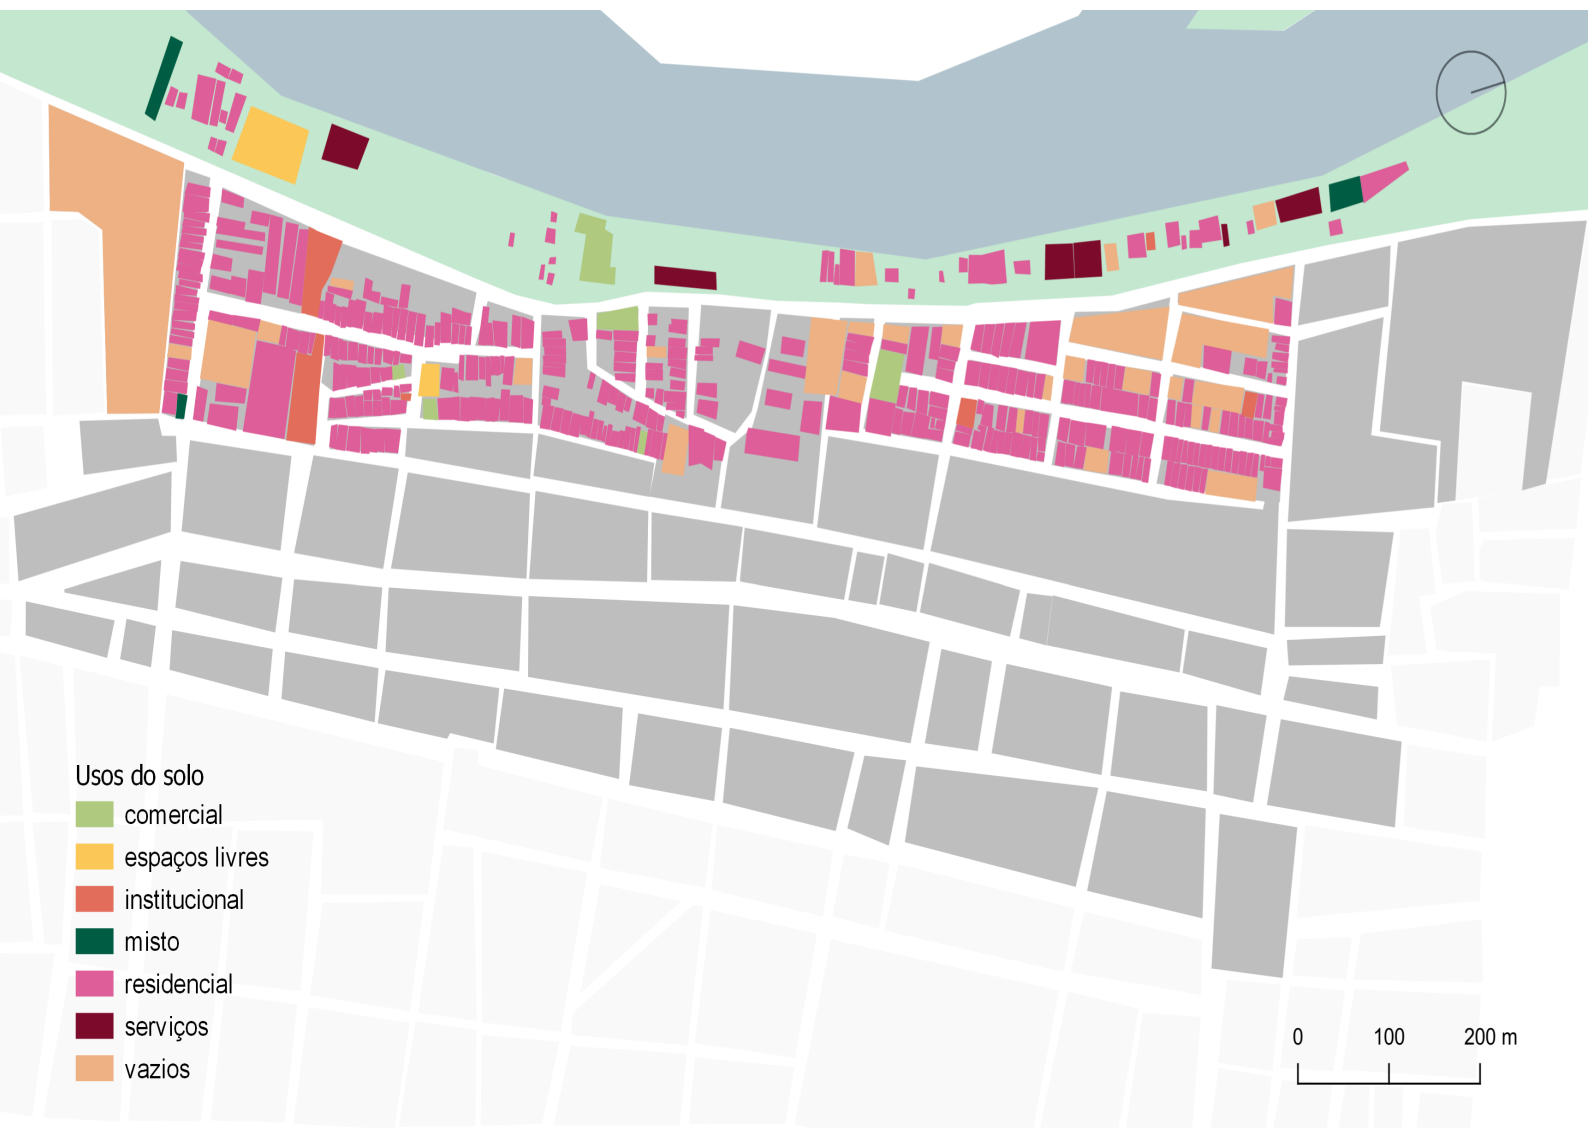 Usos do solo
comercial
espaços livres
institucional
misto
residencial
serviços
vazios
0 100 200 m